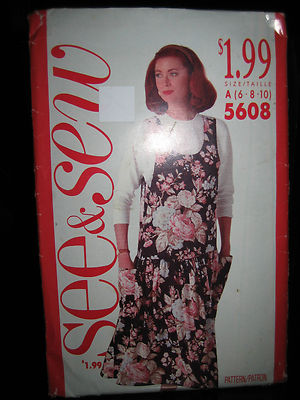 see & sew
$1.99
SIZE/TAILLE
A (6-8-10)
5608
$1.99
PATTERN/PATRON